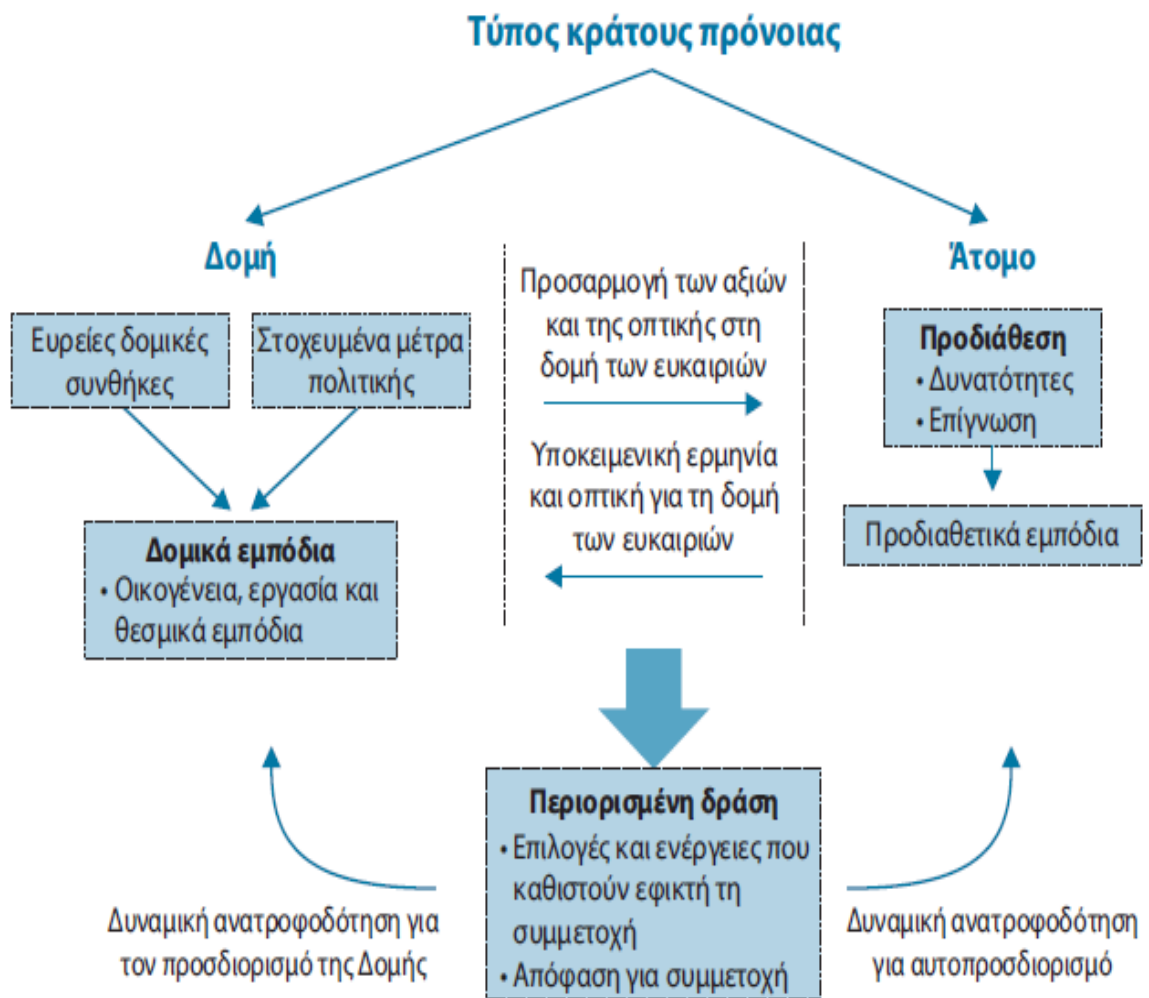 Τύπος κράτους πρόνοιας
Δομή
Ευρείες δομικές
συνθήκες
Στοχευμένα μέτρα
πολιτικής
Δομικά εμπόδια
• Οικογένεια, εργασία και
θεσμικά εμπόδια
Προσαρμογή των αξιών
και της οπτικής στη
δομή των ευκαιριών
Υποκειμενική ερμηνία
και οπτική για τη δομή
των ευκαιριών
Άτομο
Προδιάθεση
• Δυνατότητες
• Επίγνωση
Προδιαθετικά εμπόδια
Περιορισμένη δράση
• Επιλογές και ενέργειες που
καθιστούν εφικτή τη
συμμετοχή
• Απόφαση για συμμετοχή
Δυναμική ανατροφοδότηση για
τον προσδιορισμό της Δομής
Δυναμική ανατροφοδότηση
για αυτοπροσδιορισμό